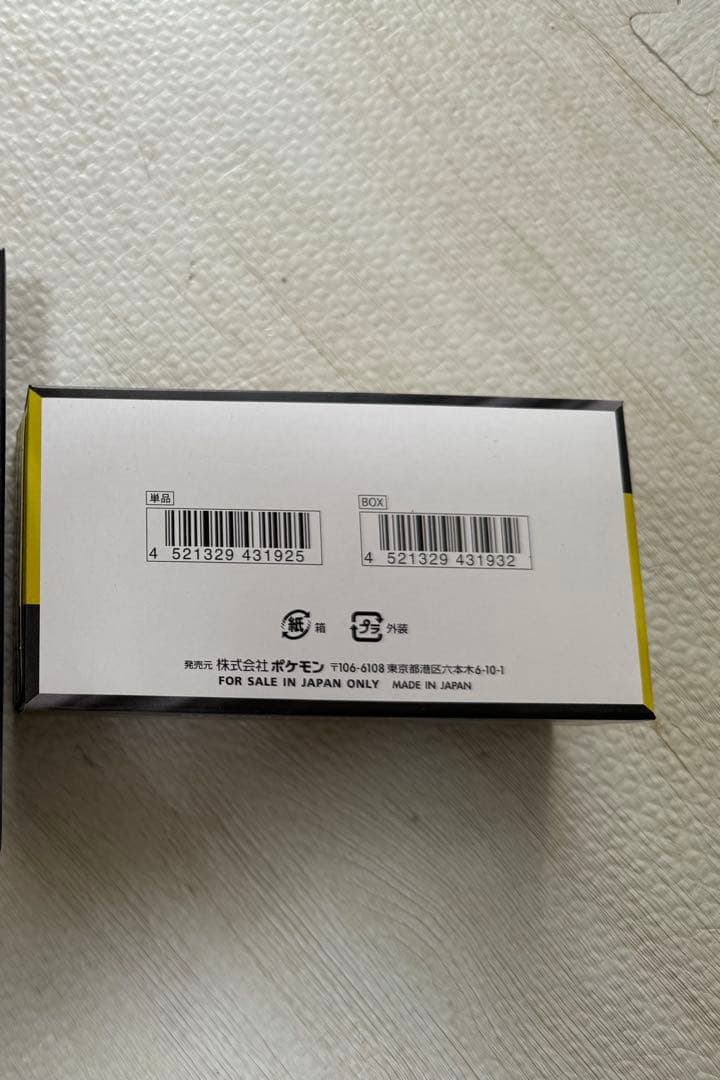 単品
4 521329 431925
BOX
4 521329 431932
紙 箱
プラ 外装
発売元 株式会社ポケモン 〒106-6108 東京都港区六本木6-10-1
FOR SALE IN JAPAN ONLY MADE IN JAPAN